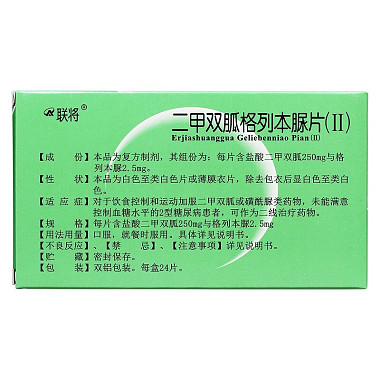 联将®
二甲双胍格列本脲片(II)
Erjiashuanggua Geliebenniao Pian(II)
【成 份】本品为复方制剂，其组份为：每片含盐酸二甲双胍250mg与格
列本脲2.5mg。
【性 状】本品为白色至类白色片或薄膜衣片，除去包衣后显白色至类白
色。
【适 应 症】对于饮食控制和运动加服二甲双胍或磺酰脲类药物，未能满意
控制血糖水平的2型糖尿病患者，可作为二线治疗药物。
【规 格】每片含盐酸二甲双胍250mg与格列本脲2.5mg
【用法用量】口服，就餐时服用。具体详见说明书。
【不良反应】、【禁 忌】、【注意事项】详见说明书。
【贮 藏】密封保存。
【包 装】双铝包装。每盒24片。